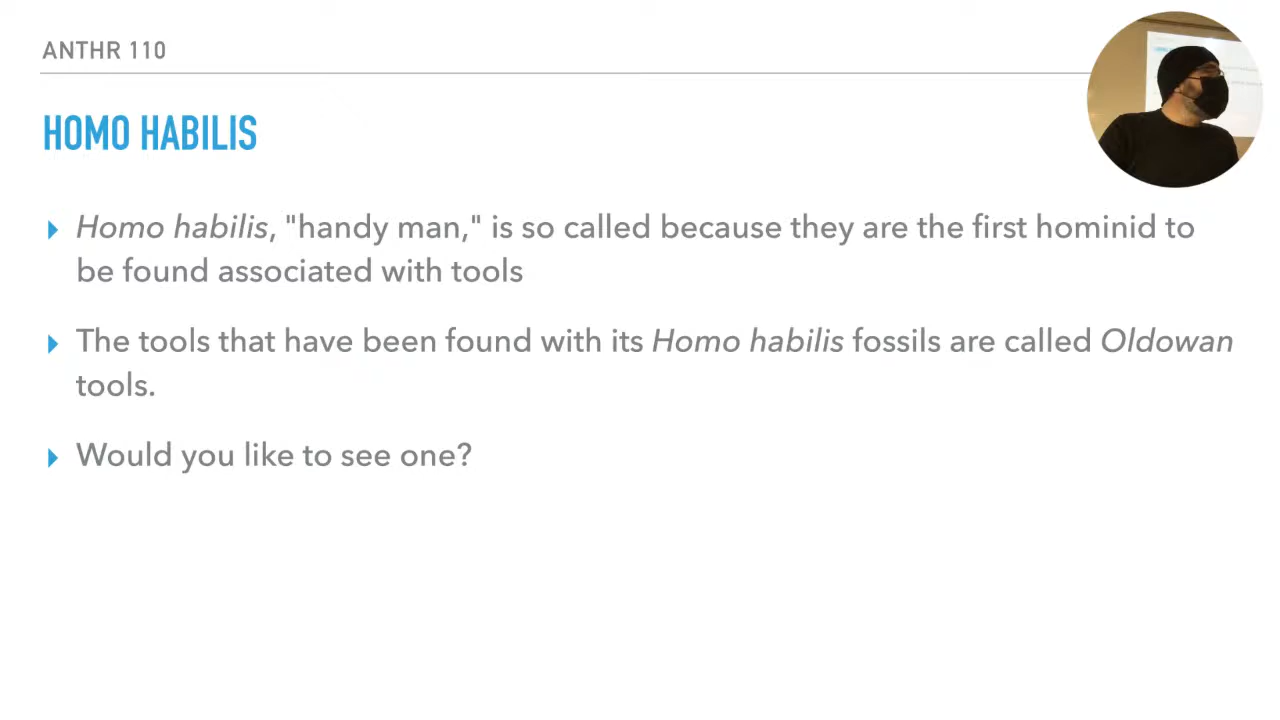 ANTHR 110
HOMO HABILIS
Homo habilis, "handy man," is so called because they are the first hominid to
be found associated with tools
The tools that have been found with its Homo habilis fossils are called Oldowan
tools.
Would you like to see one?